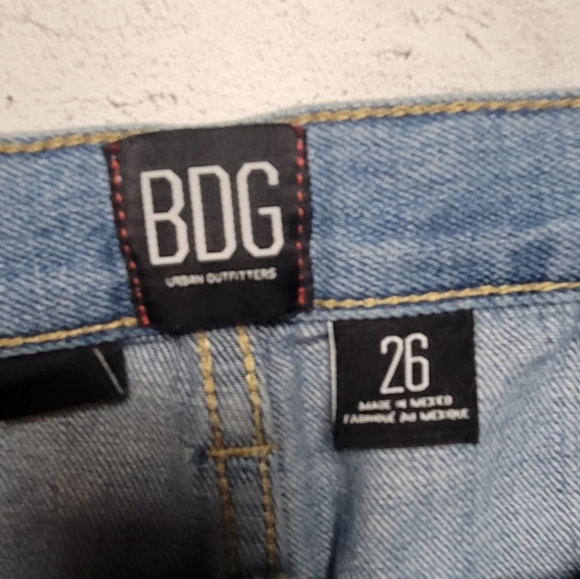 BDG
URBAN OUTFITTERS
26
MADE IN MEXICO
FABRIQUÉ AU MEXIQUE